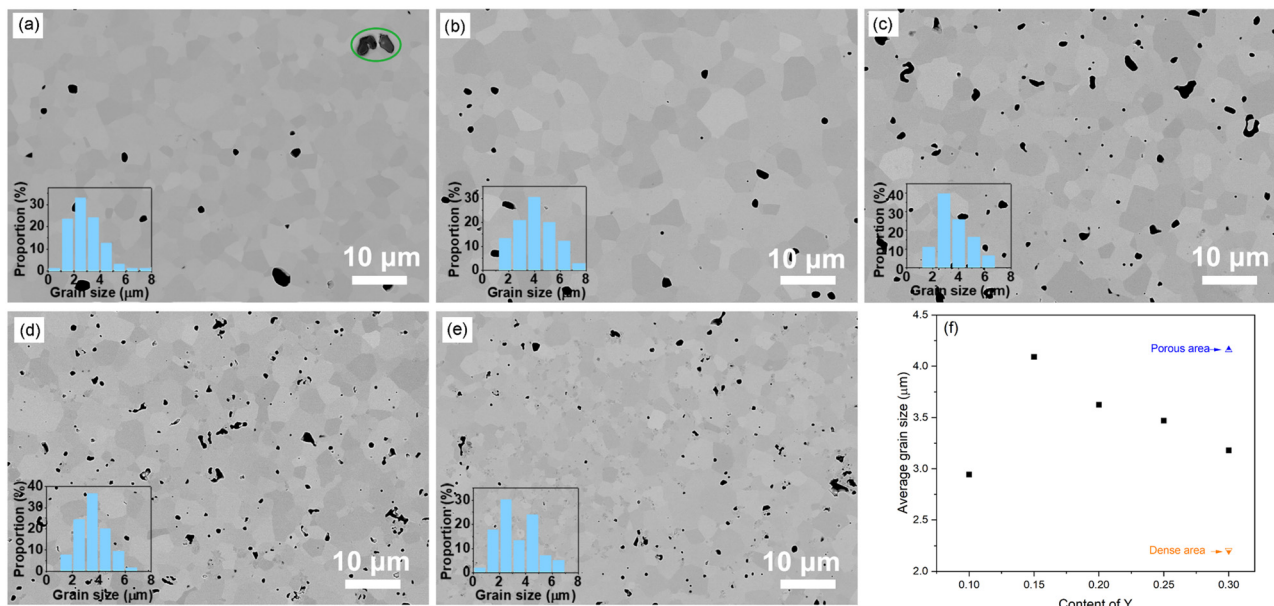 (a)
Proportion (%)
30
20
10
0
0 2 4 6 8
Grain size (μm)
10 μm
(b)
Proportion (%)
30
20
10
0
0 2 4 6 8
Grain size (μm)
10 μm
(c)
Proportion (%)
40
30
20
10
0
0 2 4 6 8
Grain size (μm)
10 μm
(d)
Proportion (%)
40
30
20
10
0
0 2 4 6 8
Grain size (μm)
10 μm
(e)
Proportion (%)
30
20
10
0
0 2 4 6 8
Grain size (μm)
10 μm
(f)
Average grain size (μm)
4.5
4.0
3.5
3.0
2.5
2.0
Porous area
Dense area
0.10 0.15 0.20 0.25 0.30
Content of Y